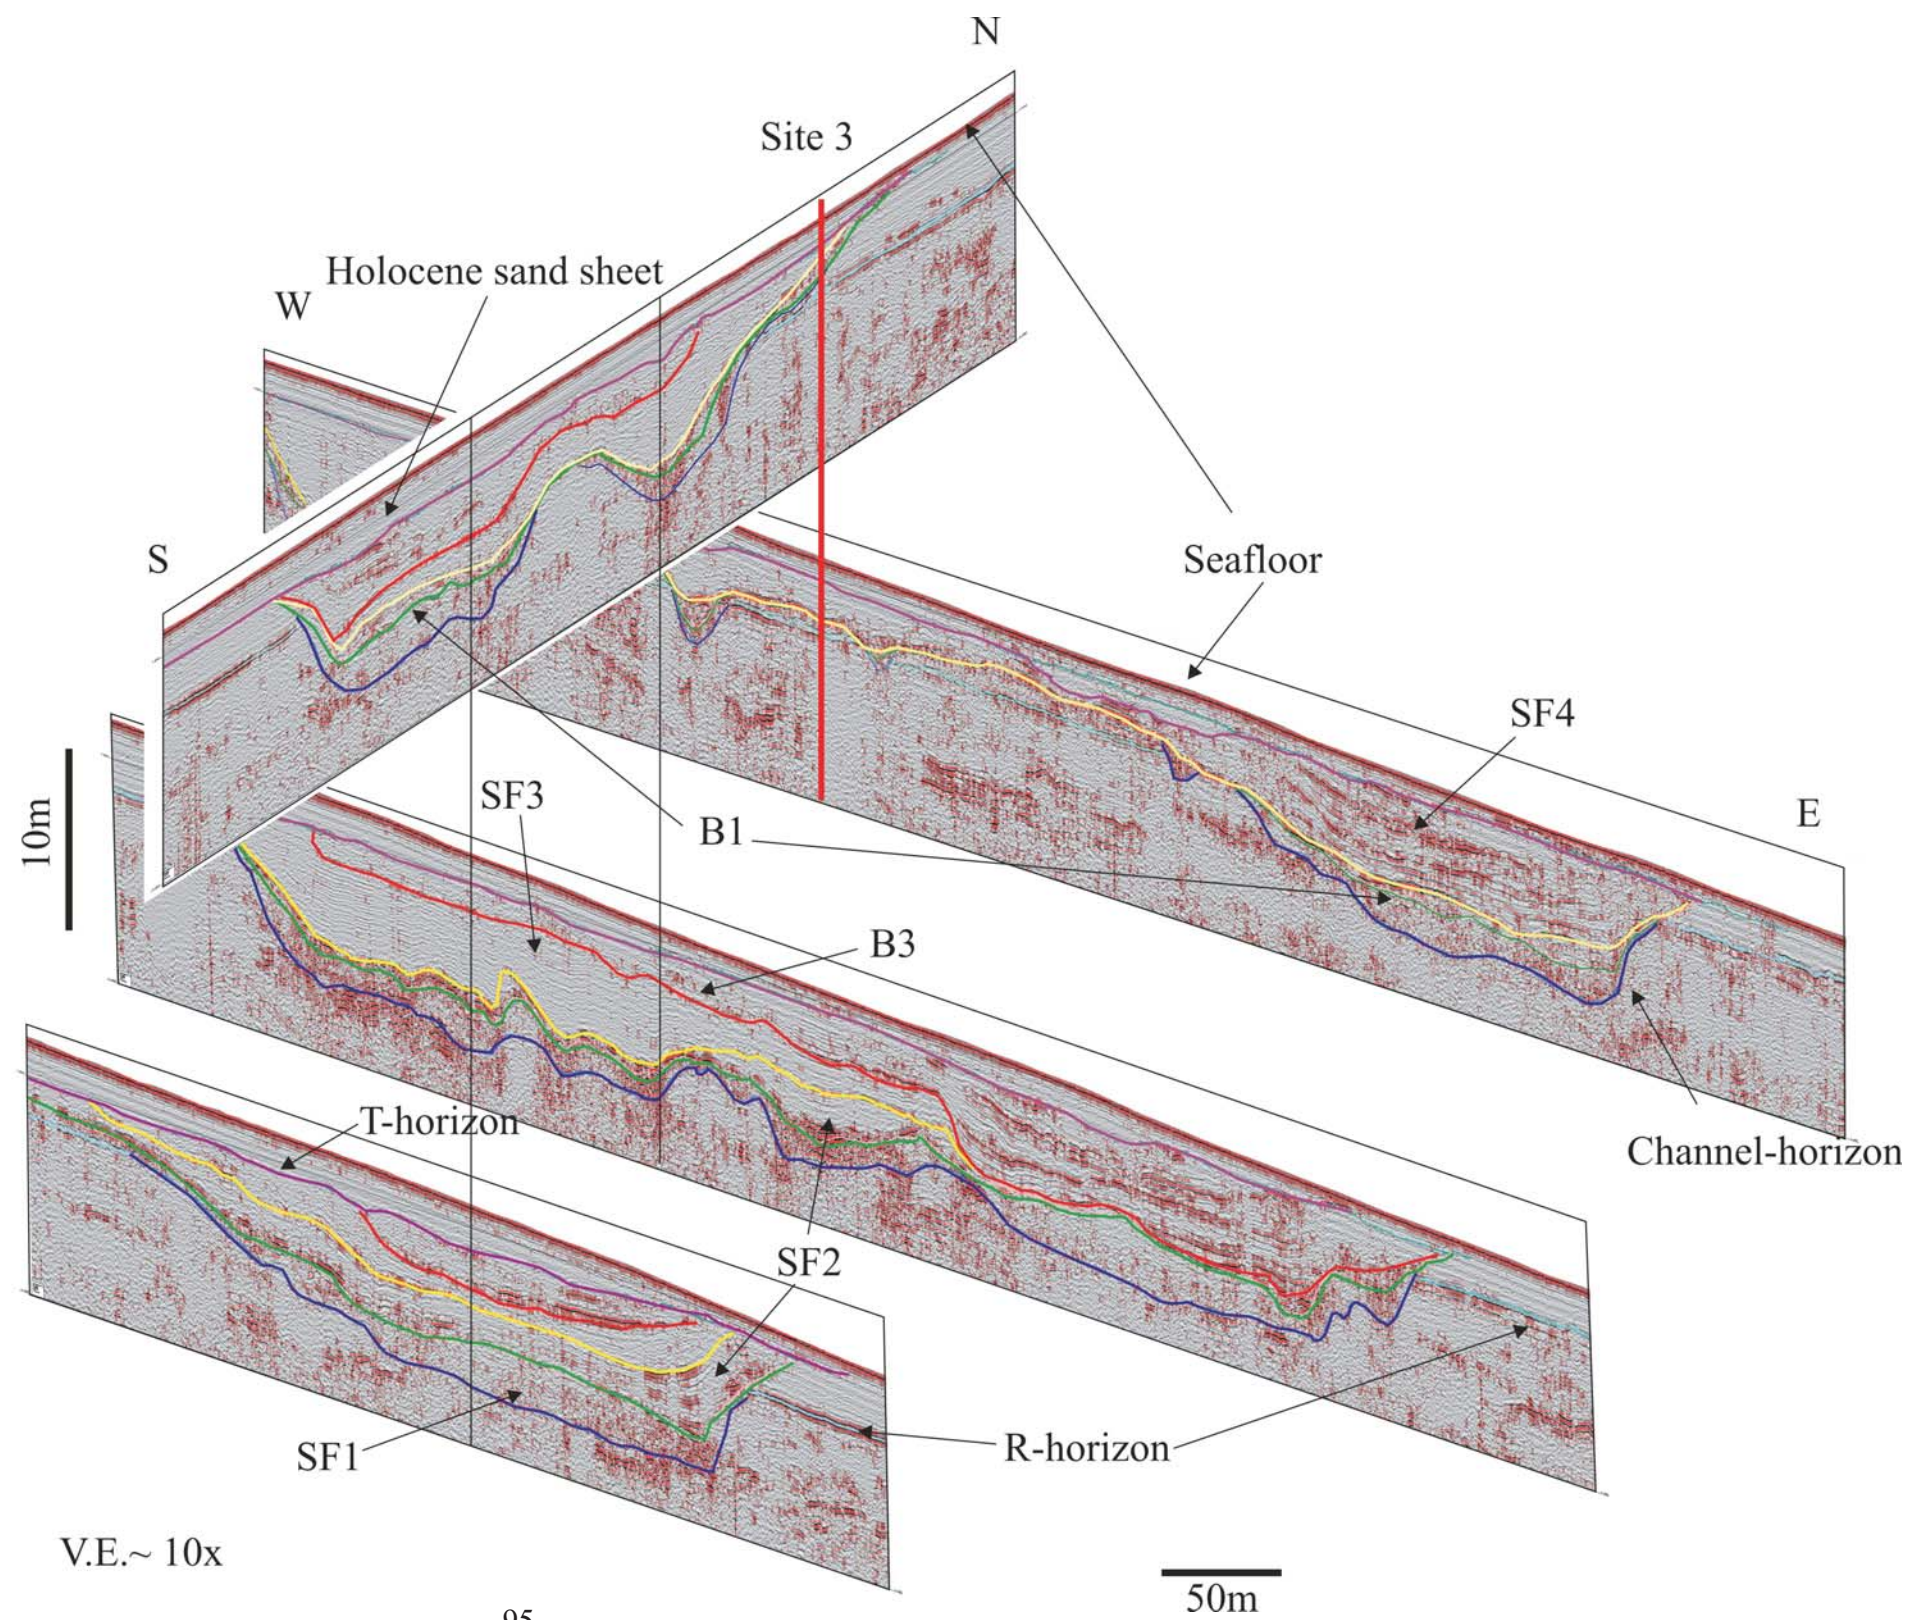 N
Site 3
Holocene sand sheet
W
S
Seafloor
SF4
SF3
E
B1
10m
B3
T-horizon
Channel-horizon
SF2
SF1
R-horizon
V.E.~ 10x
50m
95